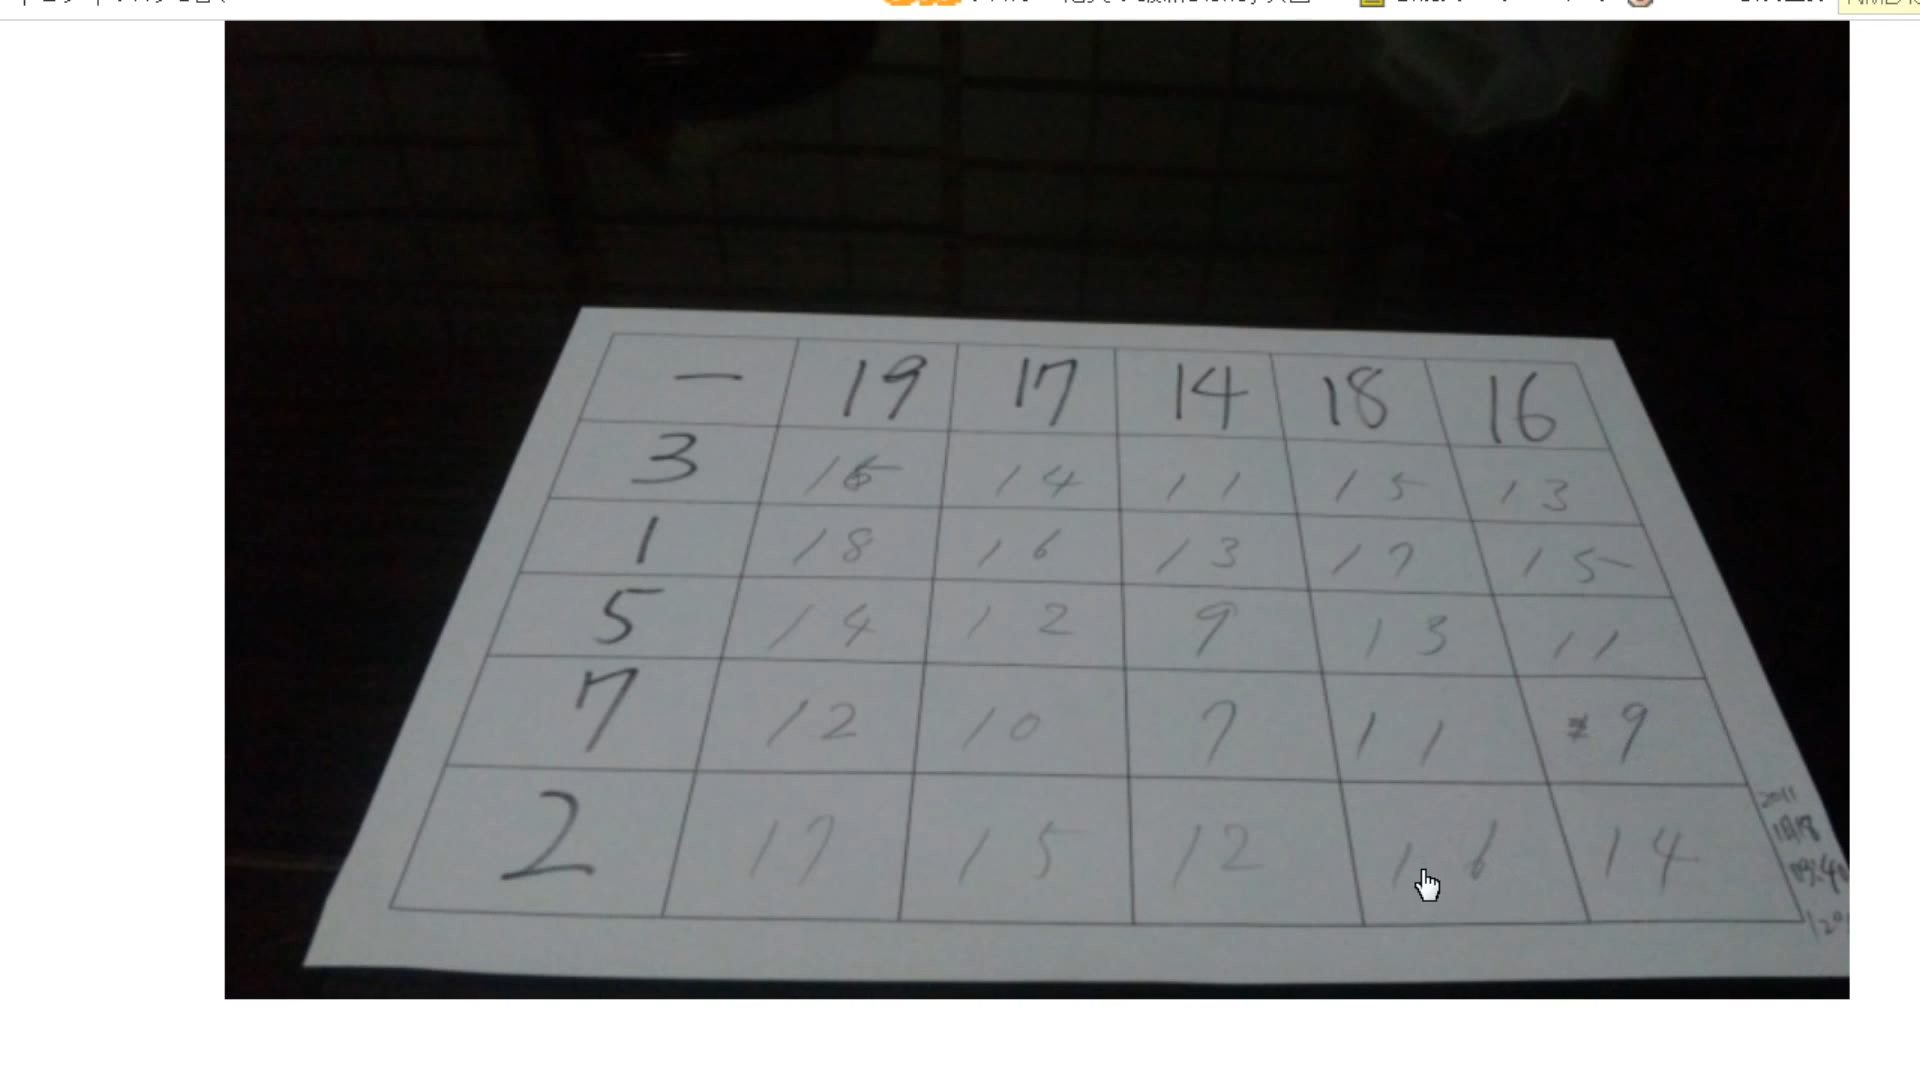 — 19 17 14 18 16
3 16 14 11 15 13
1 18 16 13 17 15
5 14 12 9 13 11
7 12 10 7 11 9
2 17 15 12 16 14
2011